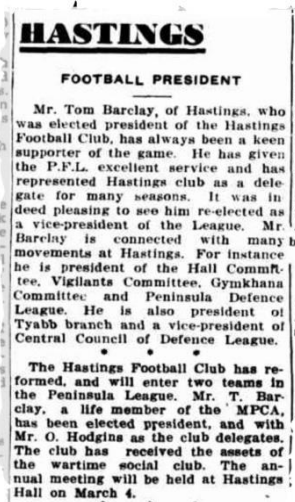 HASTINGS
FOOTBALL PRESIDENT
Mr. Tom Barclay, of Hastings, who
was elected president of the Hastings
Football Club, has always been a keen
supporter of the game. He has given
the P.F.L. excellent service and has
represented Hastings club as a dele-
gate for many seasons. It was in
deed pleasing to see him re-elected as
a vice-president of the League. Mr.
Barclay is connected with many
movements at Hastings. For instance
he is president of the Hall Commit-
tee, Vigilants Committee, Gymkhana
Committee and Peninsula Defence
League. He is also president of
Tyabb branch and a vice-president of
Central Council of Defence League.
* * *
The Hastings Football Club has re-
formed, and will enter two teams in
the Peninsula League. Mr. T. Bar-
clay, a life member of the MPCA,
has been elected president, and with
Mr. O. Hodgins as the club delegates.
The club has received the assets of
the wartime social club. The an-
nual meeting will be held at Hastings
Hall on March 4.